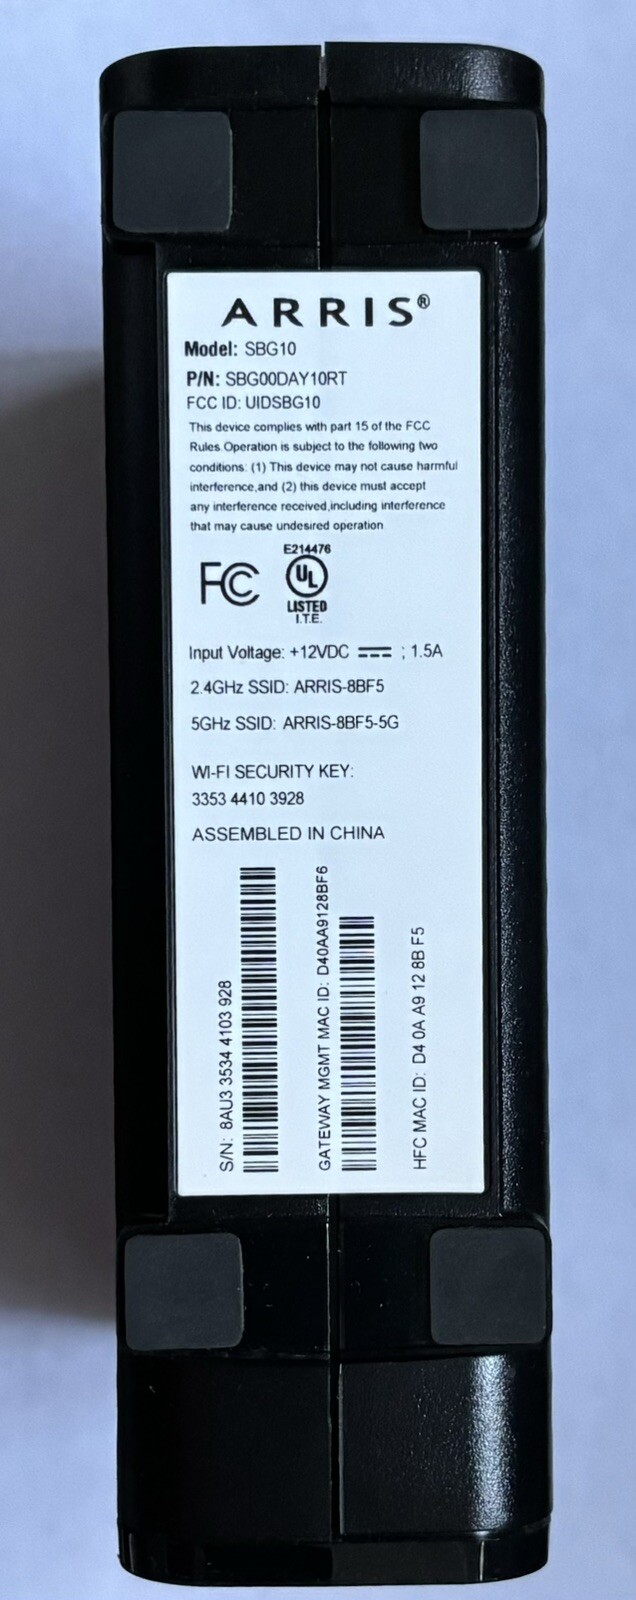 ARRIS®
Model: SBG10
P/N: SBG00DAY10RT
FCC ID: UIDSBG10
This device complies with part 15 of the FCC
Rules.Operation is subject to the following two
conditions: (1) This device may not cause harmful
interference,and (2) this device must accept
any interference received,including interference
that may cause undesired operation
FC
E214476
UL
LISTED
I.T.E.
Input Voltage: +12VDC ⎓ ; 1.5A
2.4GHz SSID: ARRIS-8BF5
5GHz SSID: ARRIS-8BF5-5G
WI-FI SECURITY KEY:
3353 4410 3928
ASSEMBLED IN CHINA
S/N: 8AU3 3534 4103 928
GATEWAY MGMT MAC ID: D40AA9128BF6
HFC MAC ID: D4 0A A9 12 8B F5